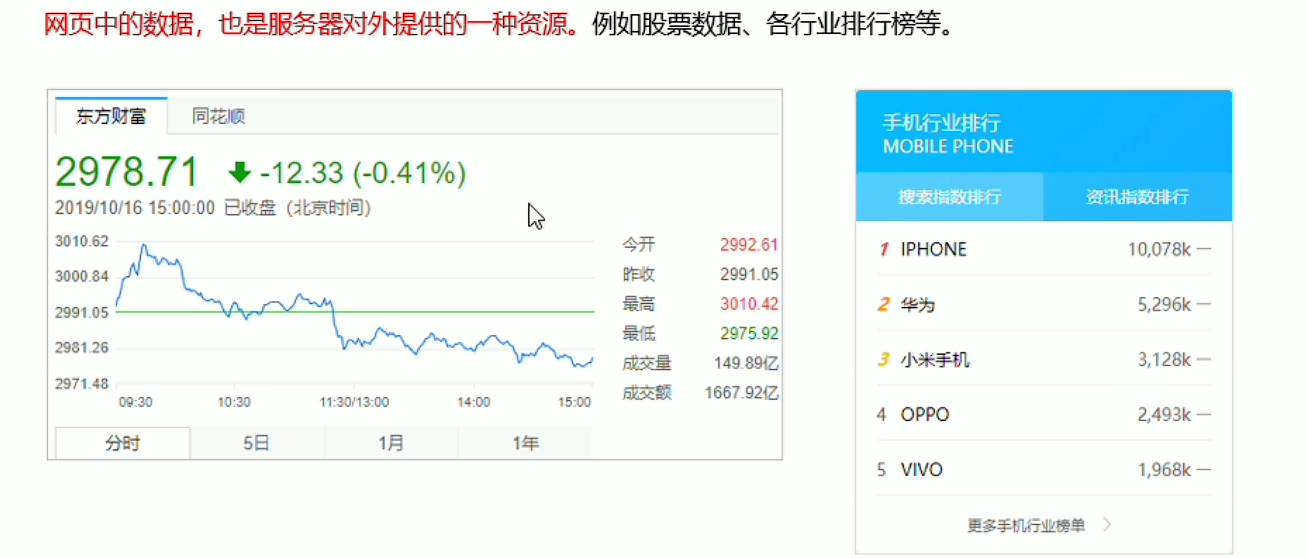 网页中的数据，也是服务器对外提供的一种资源。例如股票数据、各行业排行榜等。
东方财富 同花顺
2978.71 -12.33 (-0.41%)
2019/10/16 15:00:00 已收盘（北京时间）
3010.62
3000.84
2991.05
2981.26
2971.48
09:30 10:30 11:30/13:00 14:00 15:00
今开 2992.61
昨收 2991.05
最高 3010.42
最低 2975.92
成交量 149.89亿
成交额 1667.92亿
分时 5日 1月 1年
手机行业排行
MOBILE PHONE
搜索指数排行 资讯指数排行
1 IPHONE 10,078k
2 华为 5,296k
3 小米手机 3,128k
4 OPPO 2,493k
5 VIVO 1,968k
更多手机行业榜单